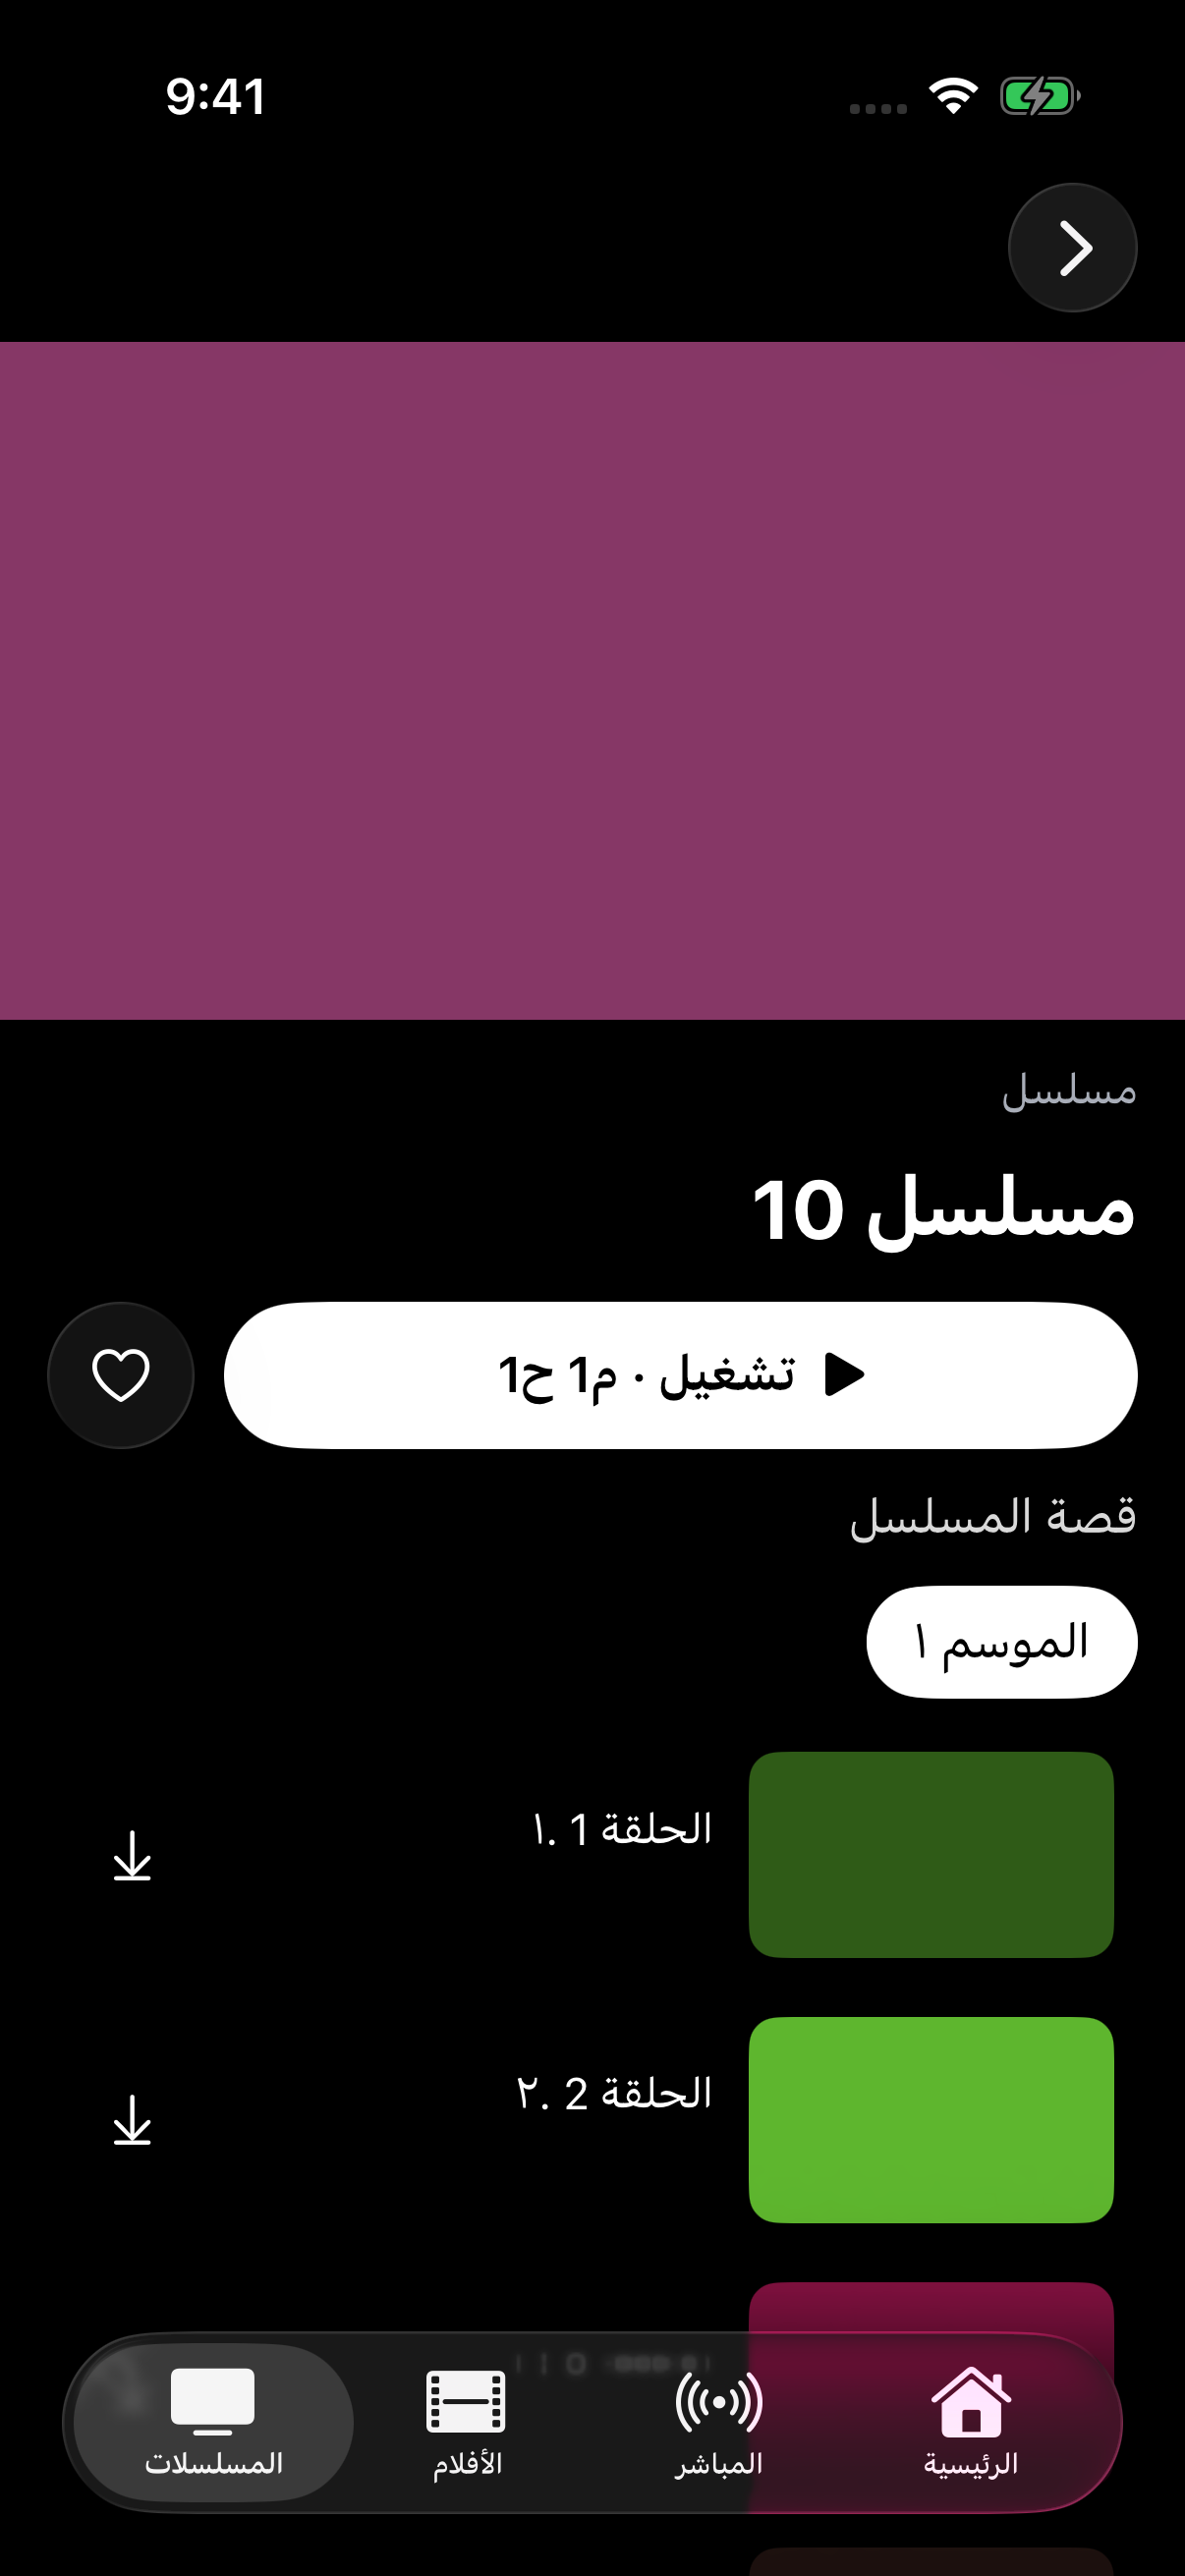 9:41
مسلسل
مسلسل 10
تشغيل · م1 ح1
قصة المسلسل
الموسم ١
١. الحلقة 1
٢. الحلقة 2
الرئيسية
المباشر
الأفلام
المسلسلات